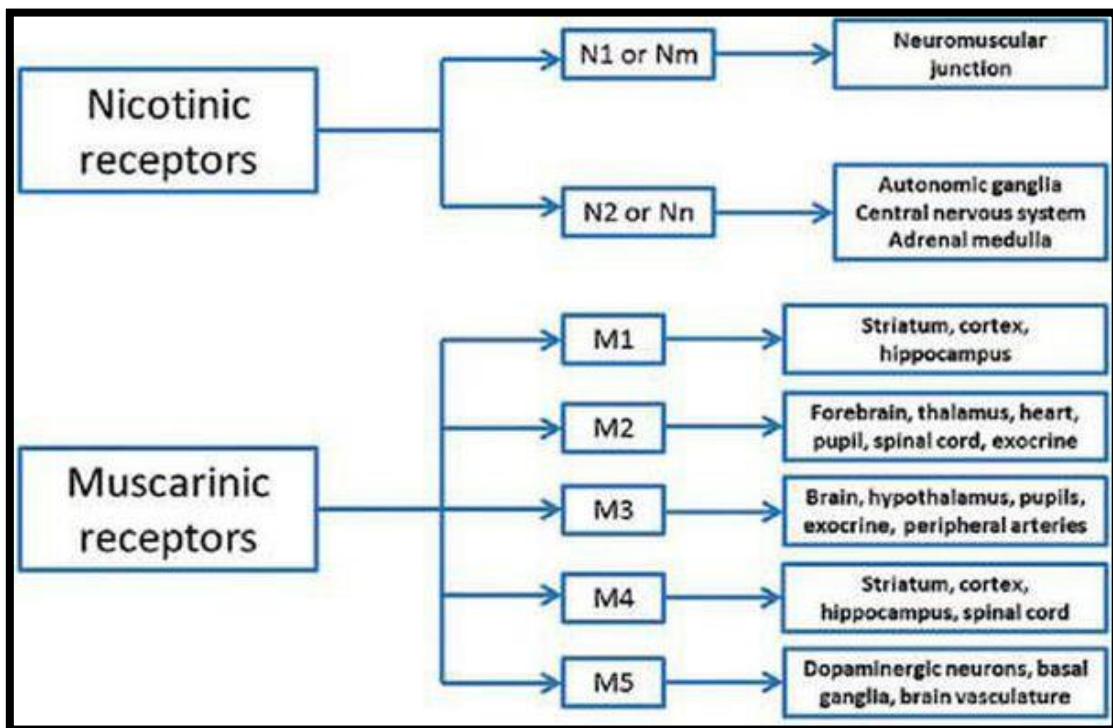 Nicotinic
receptors
N1 or Nm
Neuromuscular
junction
N2 or Nn
Autonomic ganglia
Central nervous system
Adrenal medulla
Muscarinic
receptors
M1
Striatum, cortex,
hippocampus
M2
Forebrain, thalamus, heart,
pupil, spinal cord, exocrine
M3
Brain, hypothalamus, pupils,
exocrine, peripheral arteries
M4
Striatum, cortex,
hippocampus, spinal cord
M5
Dopaminergic neurons, basal
ganglia, brain vasculature